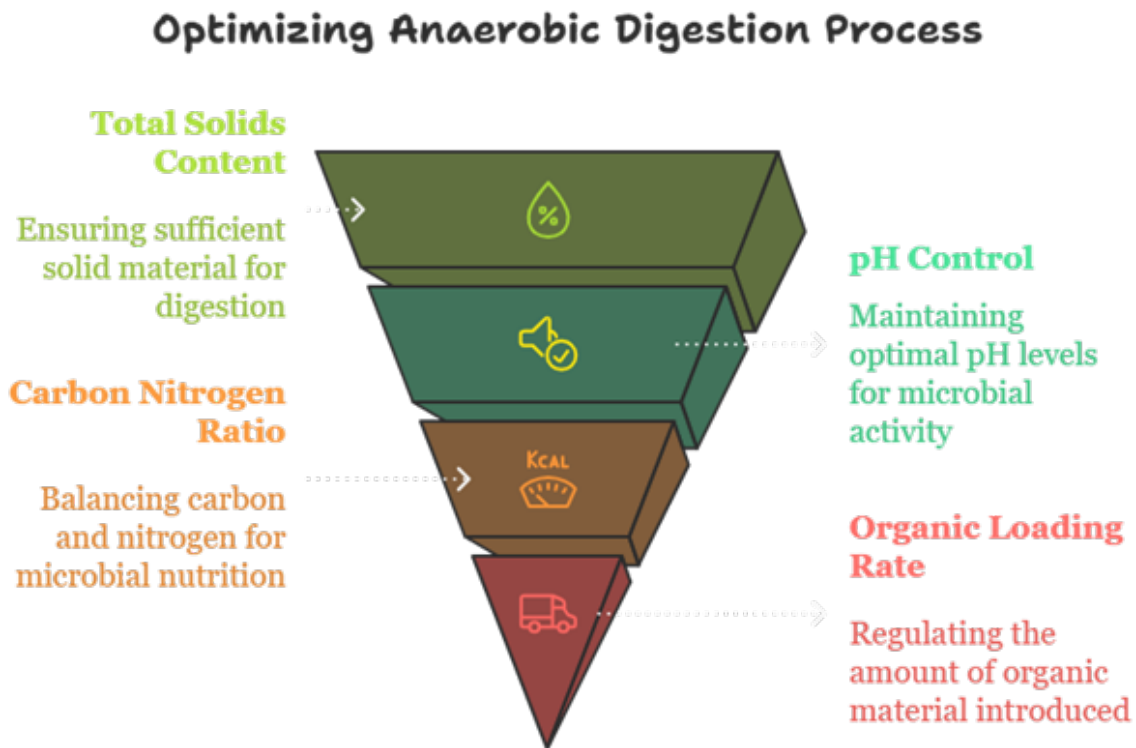 Optimizing Anaerobic Digestion Process
Total Solids
Content
Ensuring sufficient
solid material for
digestion
%
pH Control
Maintaining
optimal pH levels
for microbial
activity
Carbon Nitrogen
Ratio
Balancing carbon
and nitrogen for
microbial nutrition
KCAL
Organic Loading
Rate
Regulating the
amount of organic
material introduced